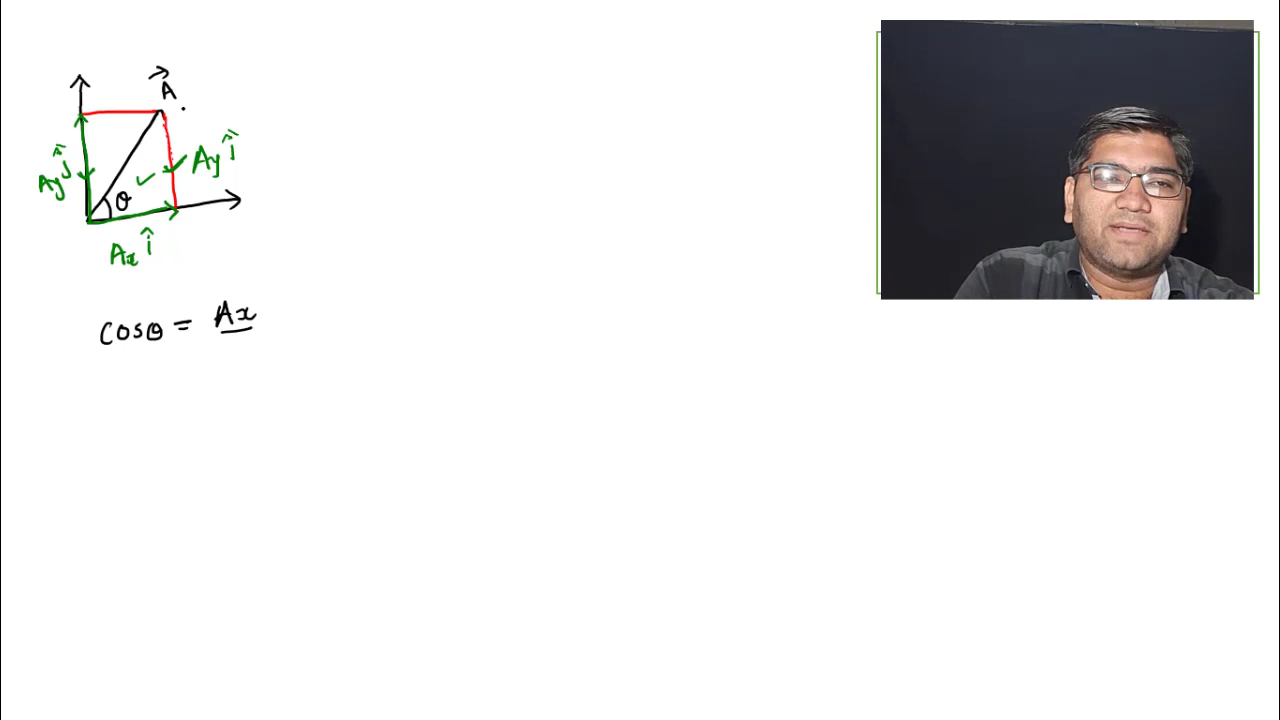 A⃗
Ay ĵ
Ay ĵ
θ
Ax î
cosθ = Ax